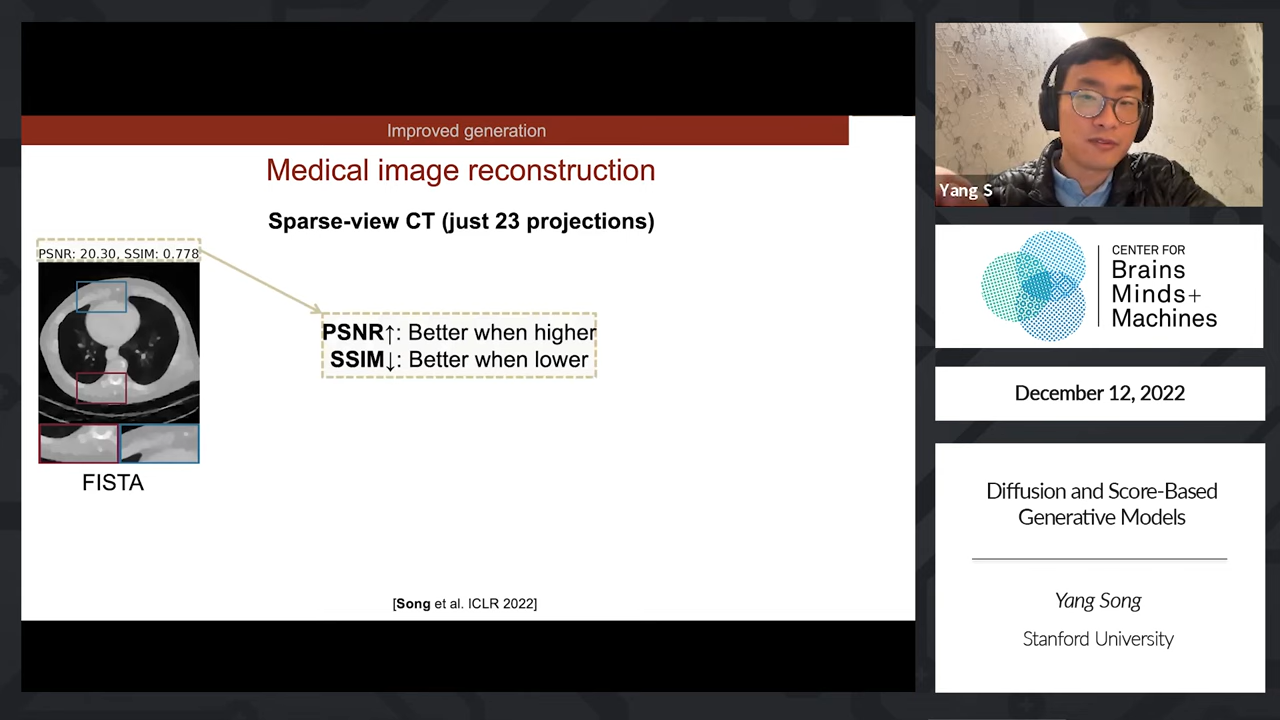 Improved generation
Medical image reconstruction
Sparse-view CT (just 23 projections)
PSNR: 20.30, SSIM: 0.778
PSNR↑: Better when higher
SSIM↓: Better when lower
FISTA
[Song et al. ICLR 2022]
Yang S
CENTER FOR
Brains
Minds+
Machines
December 12, 2022
Diffusion and Score-Based
Generative Models
Yang Song
Stanford University